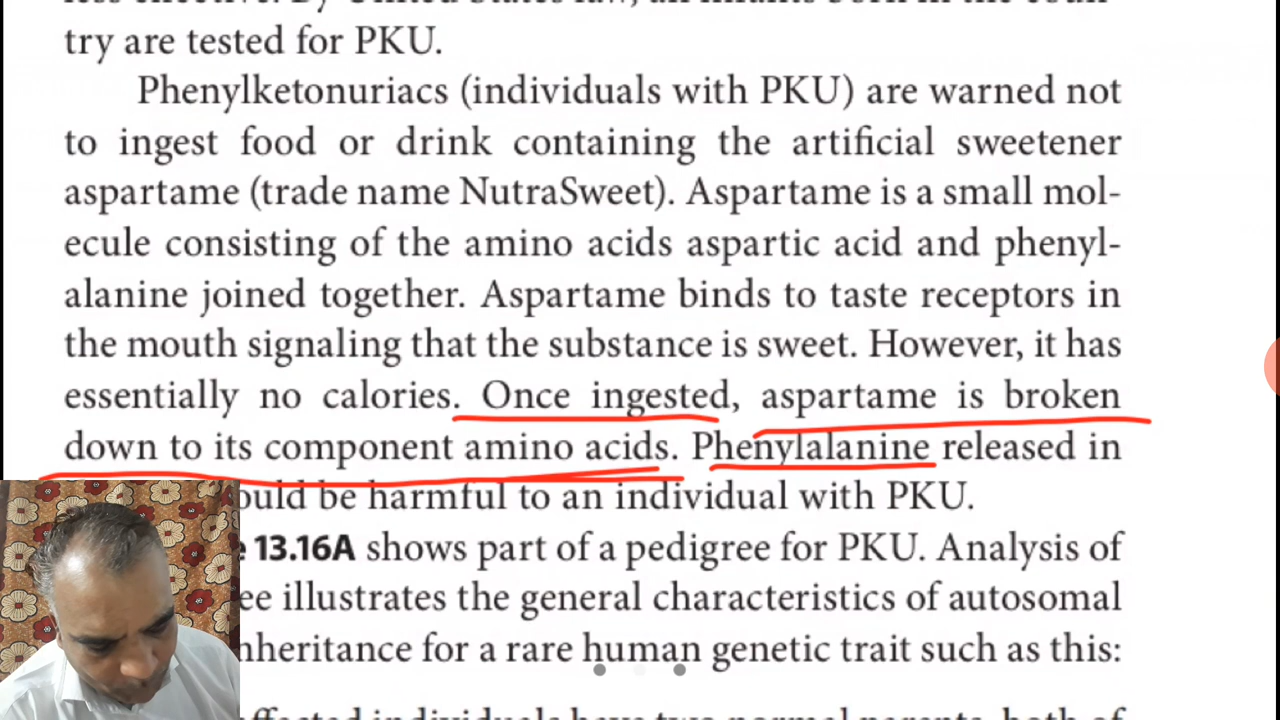 try are tested for PKU.
Phenylketonuriacs (individuals with PKU) are warned not
to ingest food or drink containing the artificial sweetener
aspartame (trade name NutraSweet). Aspartame is a small mol-
ecule consisting of the amino acids aspartic acid and phenyl-
alanine joined together. Aspartame binds to taste receptors in
the mouth signaling that the substance is sweet. However, it has
essentially no calories. Once ingested, aspartame is broken
down to its component amino acids. Phenylalanine released in
be harmful to an individual with PKU.
13.16A shows part of a pedigree for PKU. Analysis of
illustrates the general characteristics of autosomal
for a rare human genetic trait such as this: